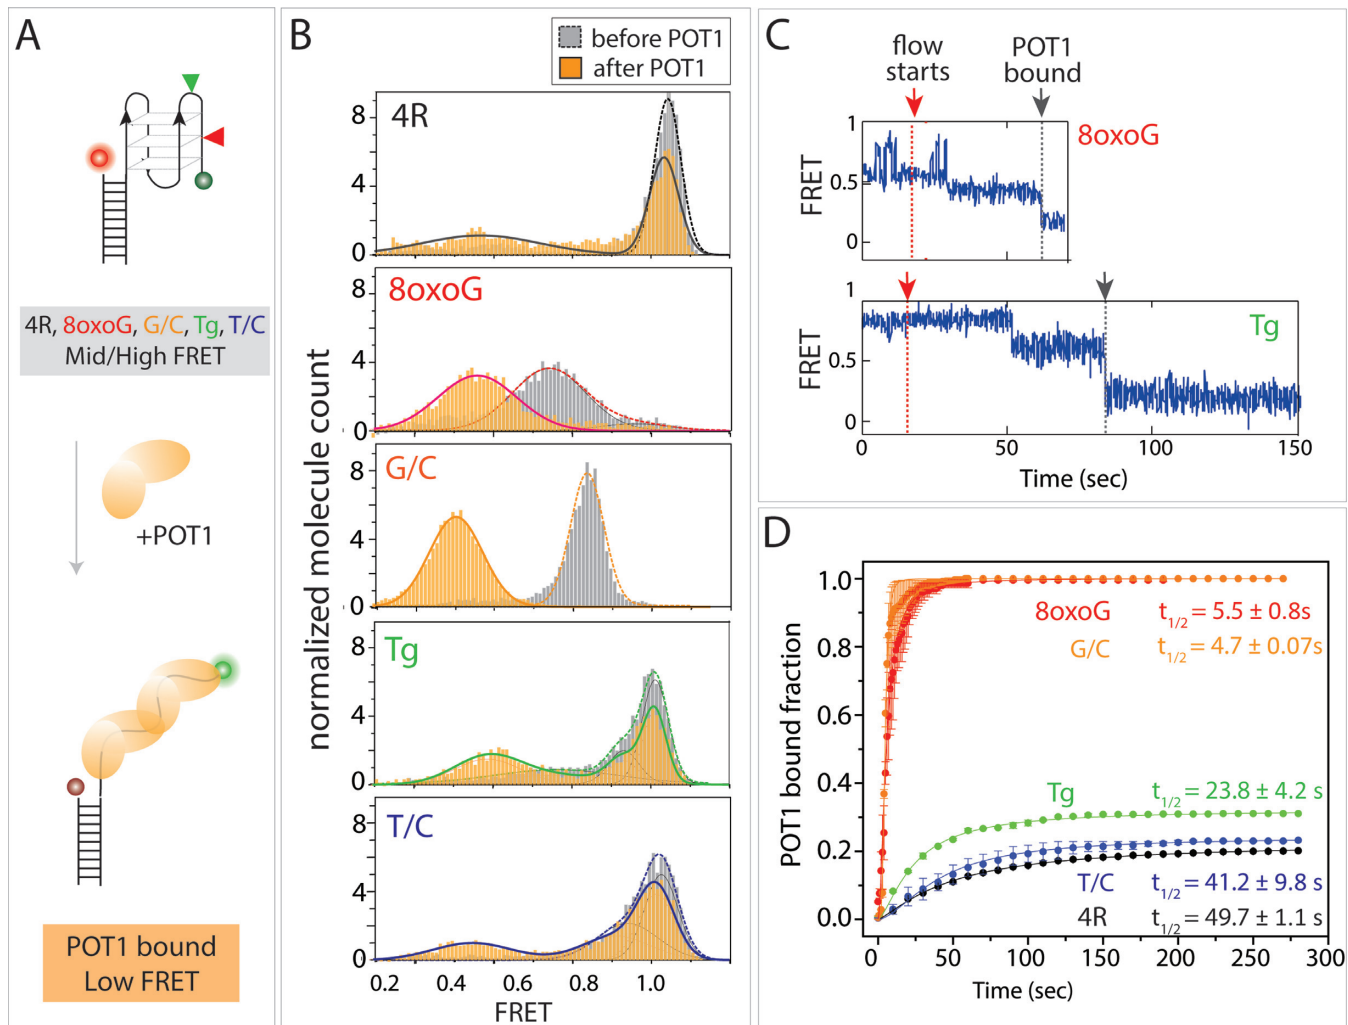 A
4R, 8oxoG, G/C, Tg, T/C
Mid/High FRET
+POT1
POT1 bound
Low FRET
B
before POT1
after POT1
normalized molecule count
4R
8
4
0
8oxoG
8
4
0
G/C
8
4
0
Tg
8
4
0
T/C
8
4
0
0.2 0.4 0.6 0.8 1.0
FRET
C
flow
starts
POT1
bound
8oxoG
FRET
1
0.5
0
Tg
FRET
1
0.5
0
0 50 100 150
Time (sec)
D
POT1 bound fraction
1.0
0.8
0.6
0.4
0.2
0.0
8oxoG t1/2 = 5.5 ± 0.8s
G/C t1/2 = 4.7 ± 0.07s
Tg t1/2 = 23.8 ± 4.2 s
T/C t1/2 = 41.2 ± 9.8 s
4R t1/2 = 49.7 ± 1.1 s
0 50 100 150 200 250 300
Time (sec)